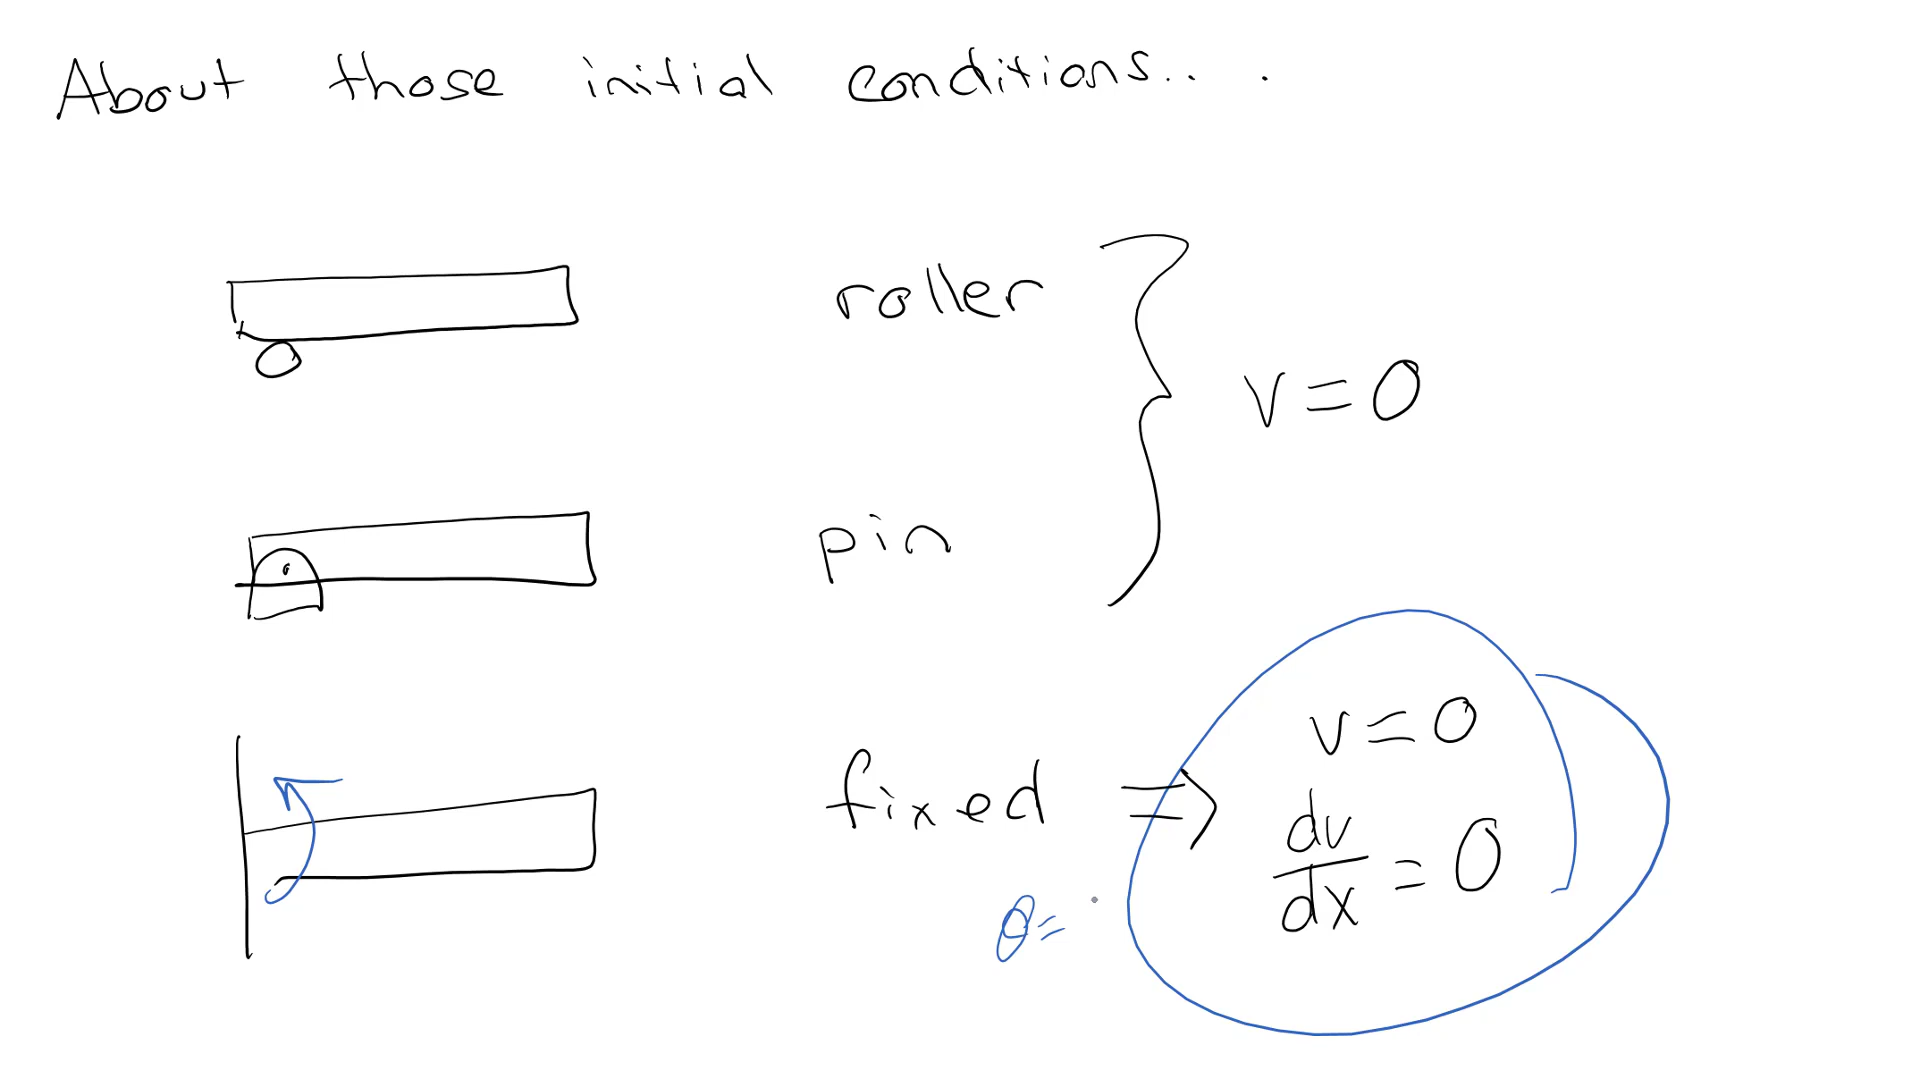 About those initial conditions...
roller
v=0
pin
fixed ⇒
v=0
dv/dx = 0
θ=